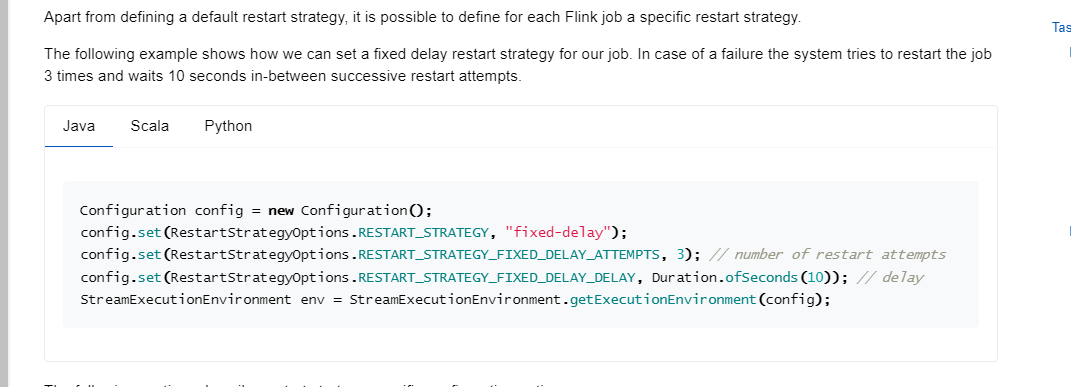 Apart from defining a default restart strategy, it is possible to define for each Flink job a specific restart strategy.
The following example shows how we can set a fixed delay restart strategy for our job. In case of a failure the system tries to restart the job
3 times and waits 10 seconds in-between successive restart attempts.
Java Scala Python
Configuration config = new Configuration();
config.set(RestartStrategyOptions.RESTART_STRATEGY, "fixed-delay");
config.set(RestartStrategyOptions.RESTART_STRATEGY_FIXED_DELAY_ATTEMPTS, 3); // number of restart attempts
config.set(RestartStrategyOptions.RESTART_STRATEGY_FIXED_DELAY_DELAY, Duration.ofSeconds(10)); // delay
StreamExecutionEnvironment env = StreamExecutionEnvironment.getExecutionEnvironment(config);
Tas